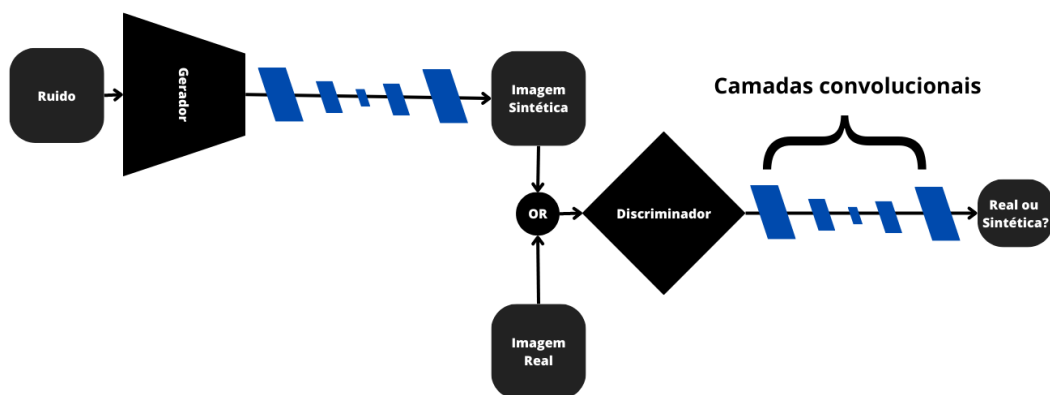 Ruido
Gerador
Imagem
Sintética
Camadas convolucionais
OR
Discriminador
Real ou
Sintética?
Imagem
Real